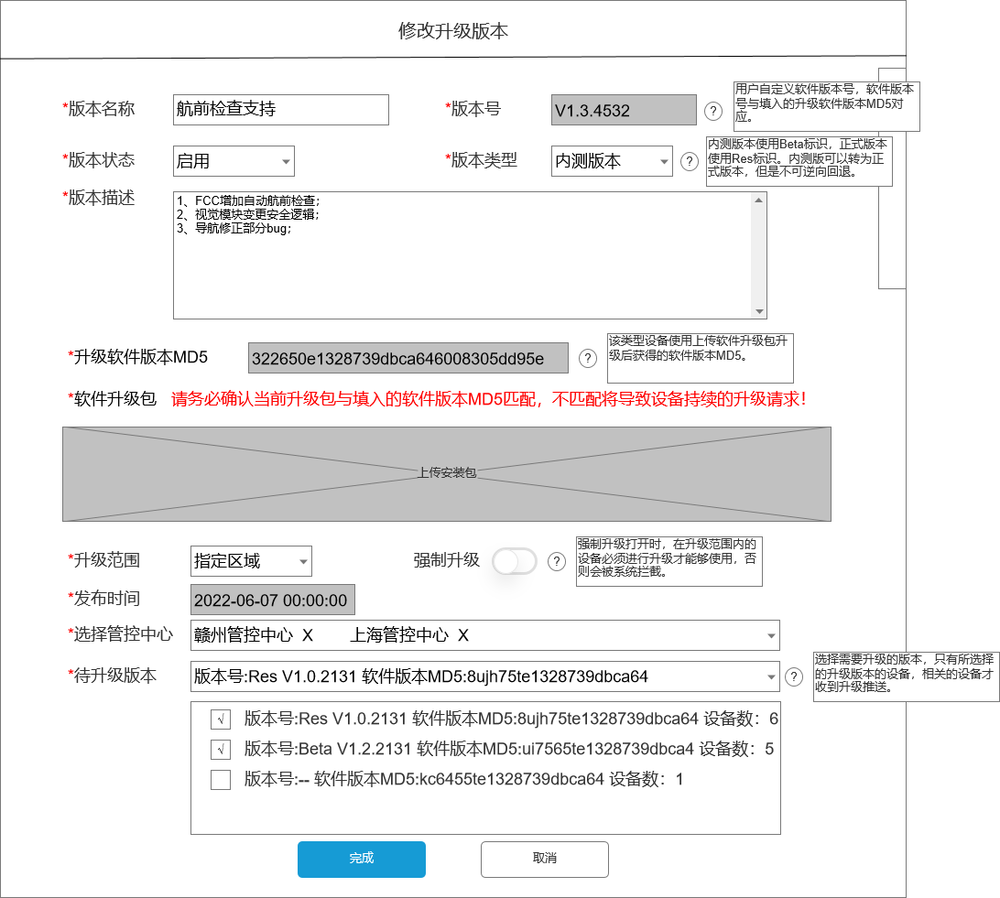 修改升级版本
*版本名称
航前检查支持
*版本号
V1.3.4532
?
用户自定义软件版本号，软件版本
号与填入的升级软件版本MD5对
应。
*版本状态
启用
*版本类型
内测版本
?
内测版本使用Beta标识，正式版本
使用Res标识。内测版可以转为正
式版本，但是不可逆向回退。
*版本描述
1、FCC增加自动航前检查；
2、视觉模块变更安全逻辑；
3、导航修正部分bug；
*升级软件版本MD5
322650e1328739dbca646008305dd95e
?
该类型设备使用上传软件升级包升
级后获得的软件版本MD5。
*软件升级包
请务必确认当前升级包与填入的软件版本MD5匹配，不匹配将导致设备持续的升级请求！
上传安装包
*升级范围
指定区域
强制升级
?
强制升级打开时，在升级范围内的
设备必须进行升级才能够使用，否
则会被系统拦截。
*发布时间
2022-06-07 00:00:00
*选择管控中心
赣州管控中心 X 上海管控中心 X
*待升级版本
版本号:Res V1.0.2131 软件版本MD5:8ujh75te1328739dbca64
?
选择需要升级的版本，只有所选择
的升级版本的设备，相关的设备才
收到升级推送。
√ 版本号:Res V1.0.2131 软件版本MD5:8ujh75te1328739dbca64 设备数：6
√ 版本号:Beta V1.2.2131 软件版本MD5:ui7565te1328739dbca4 设备数：5
版本号:-- 软件版本MD5:kc6455te1328739dbca64 设备数：1
完成
取消